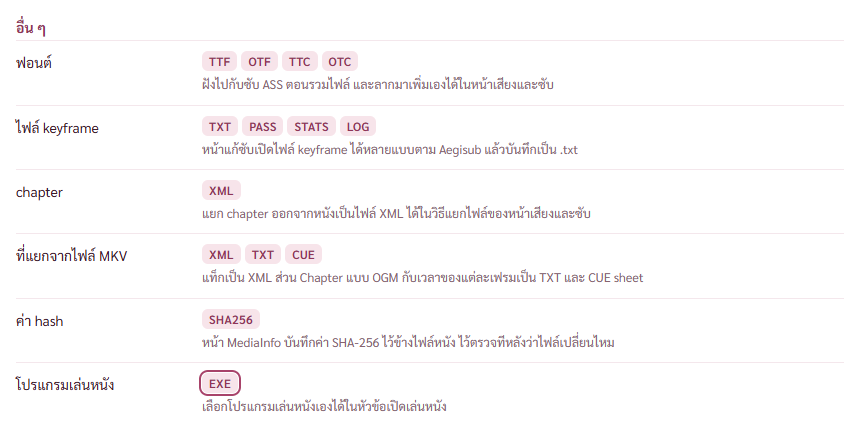 อื่น ๆ
ฟอนต์
TTF OTF TTC OTC
ฝังไปกับซับ ASS ตอนรวมไฟล์ และลากมาเพิ่มเองได้ในหน้าเสียงและซับ
ไฟล์ keyframe
TXT PASS STATS LOG
หน้าแก้ซับเปิดไฟล์ keyframe ได้หลายแบบตาม Aegisub แล้วบันทึกเป็น .txt
chapter
XML
แยก chapter ออกจากหนังเป็นไฟล์ XML ได้ในวิธีแยกไฟล์ของหน้าเสียงและซับ
ที่แยกจากไฟล์ MKV
XML TXT CUE
แท็กเป็น XML ส่วน Chapter แบบ OGM กับเวลาของแต่ละเฟรมเป็น TXT และ CUE sheet
ค่า hash
SHA256
หน้า MediaInfo บันทึกค่า SHA-256 ไว้ข้างไฟล์หนัง ไว้ตรวจทีหลังว่าไฟล์เปลี่ยนไหม
โปรแกรมเล่นหนัง
EXE
เลือกโปรแกรมเล่นหนังเองได้ในหัวข้อเปิดเล่นหนัง